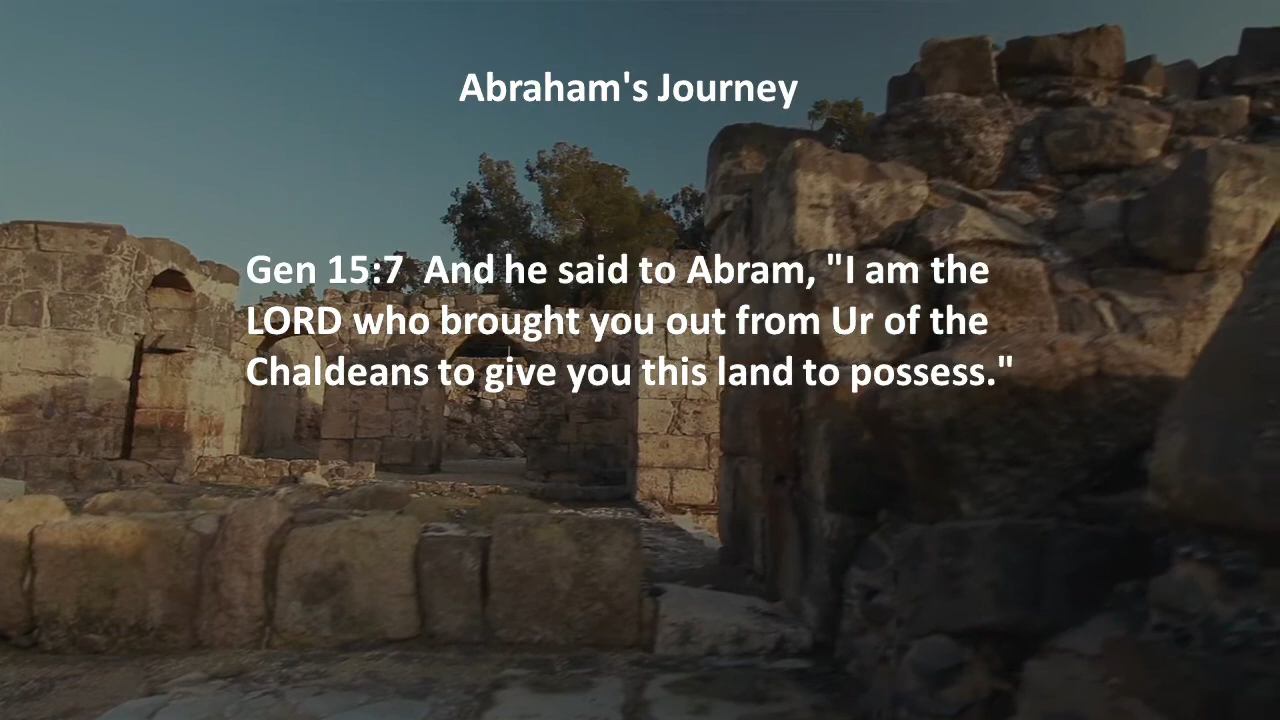 Abraham's Journey
Gen 15:7  And he said to Abram, "I am the
LORD who brought you out from Ur of the
Chaldeans to give you this land to possess."